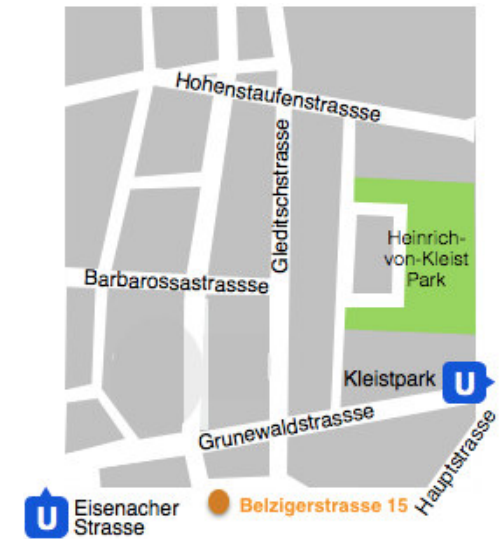 Hohenstaufenstrassse
Gleditschstrasse
Heinrich-
von-Kleist
Park
Barbarossastrassse
Kleistpark U
Grunewaldstrassse
Hauptstrasse
Belzigerstrasse 15
U Eisenacher
Strasse